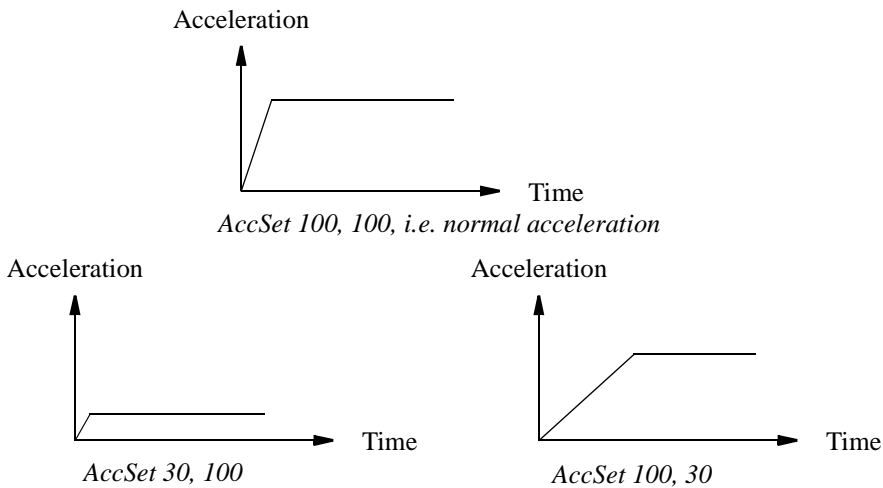 Acceleration
Time
AccSet 100, 100, i.e. normal acceleration
Acceleration
Time
AccSet 30, 100
Acceleration
Time
AccSet 100, 30